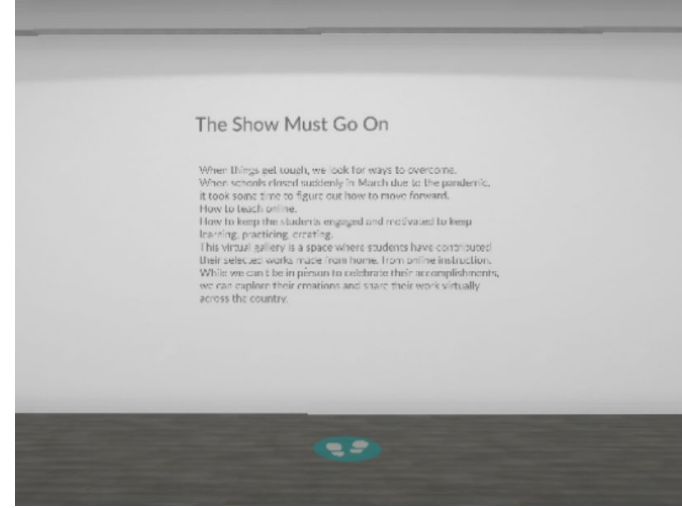 The Show Must Go On
When things get tough, we look for ways to overcome.
When schools closed suddenly in March due to the pandemic,
it took some time to figure out how to move forward.
How to teach online.
How to keep the students engaged and motivated to keep
learning, practicing, creating.
This virtual gallery is a space where students have contributed
their selected works made from home, from online instruction.
While we can't be in person to celebrate their accomplishments,
we can explore their creations and share their work virtually
across the country.